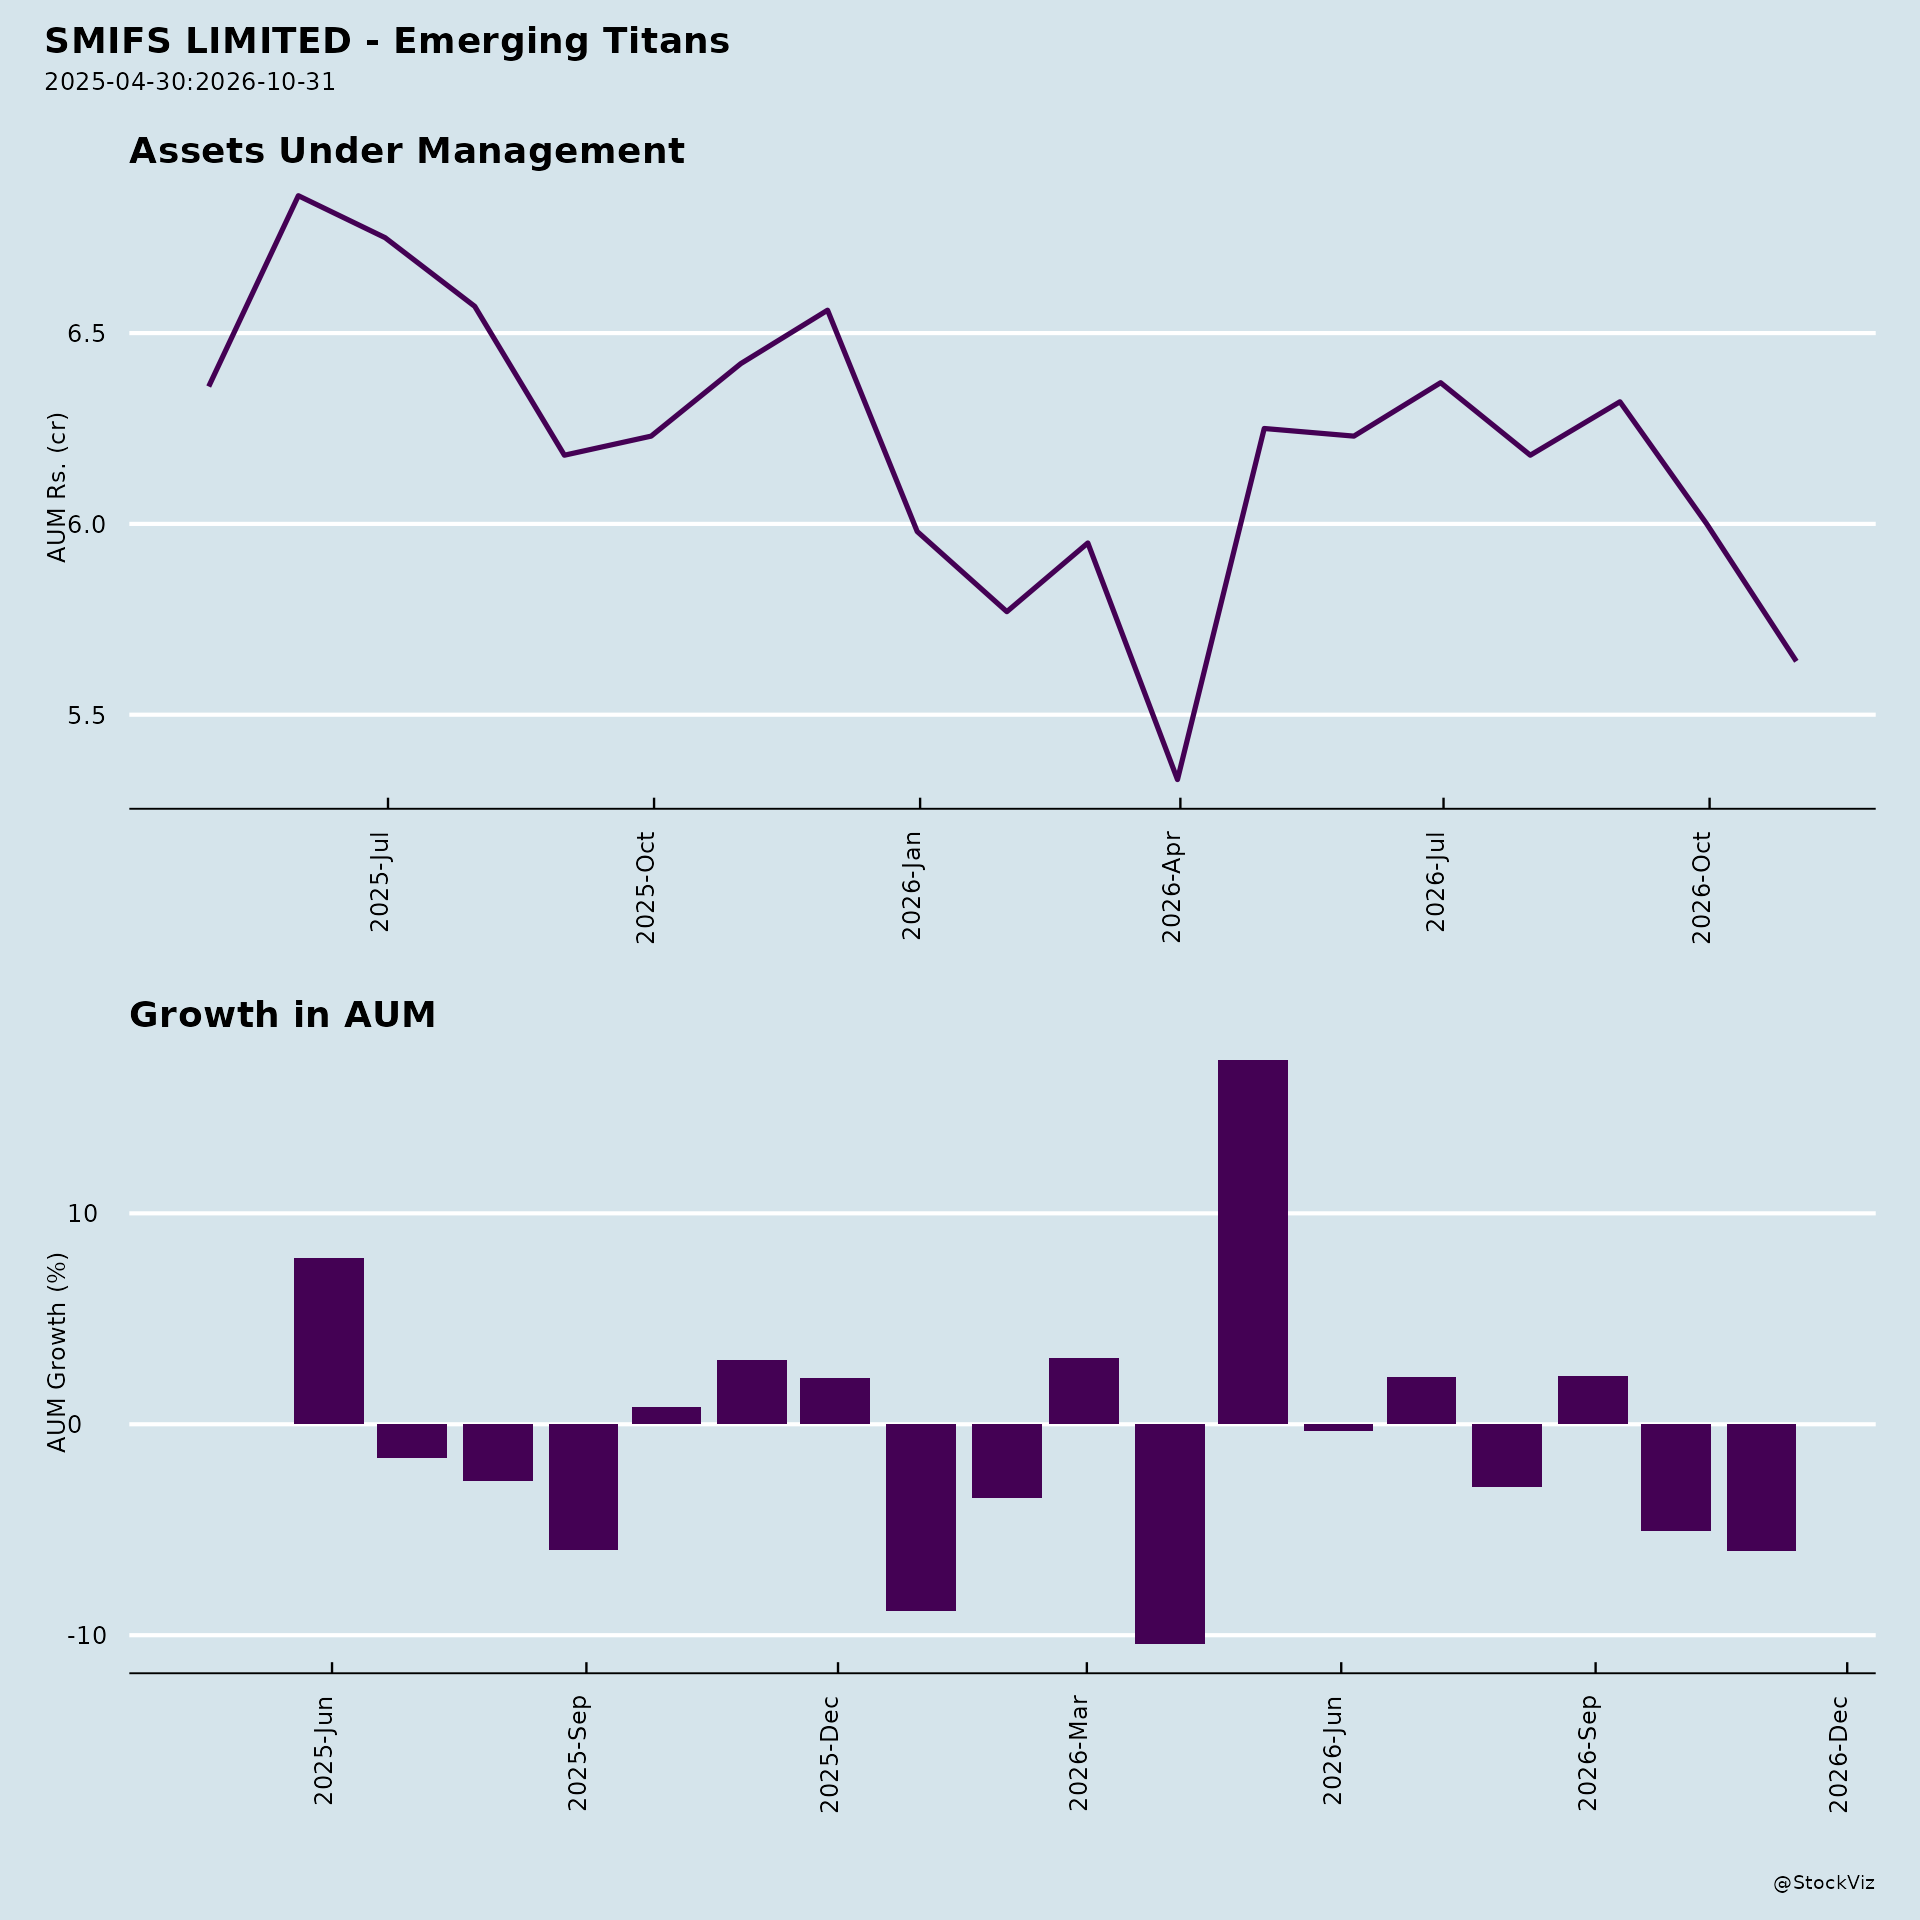 SMIFS LIMITED - Emerging Titans
2025-04-30:2026-10-31
Assets Under Management
AUM Rs. (cr)
6.5
6.0
5.5
2025-Jul
2025-Oct
2026-Jan
2026-Apr
2026-Jul
2026-Oct
Growth in AUM
AUM Growth (%)
10
0
-10
2025-Jun
2025-Sep
2025-Dec
2026-Mar
2026-Jun
2026-Sep
2026-Dec
@StockViz